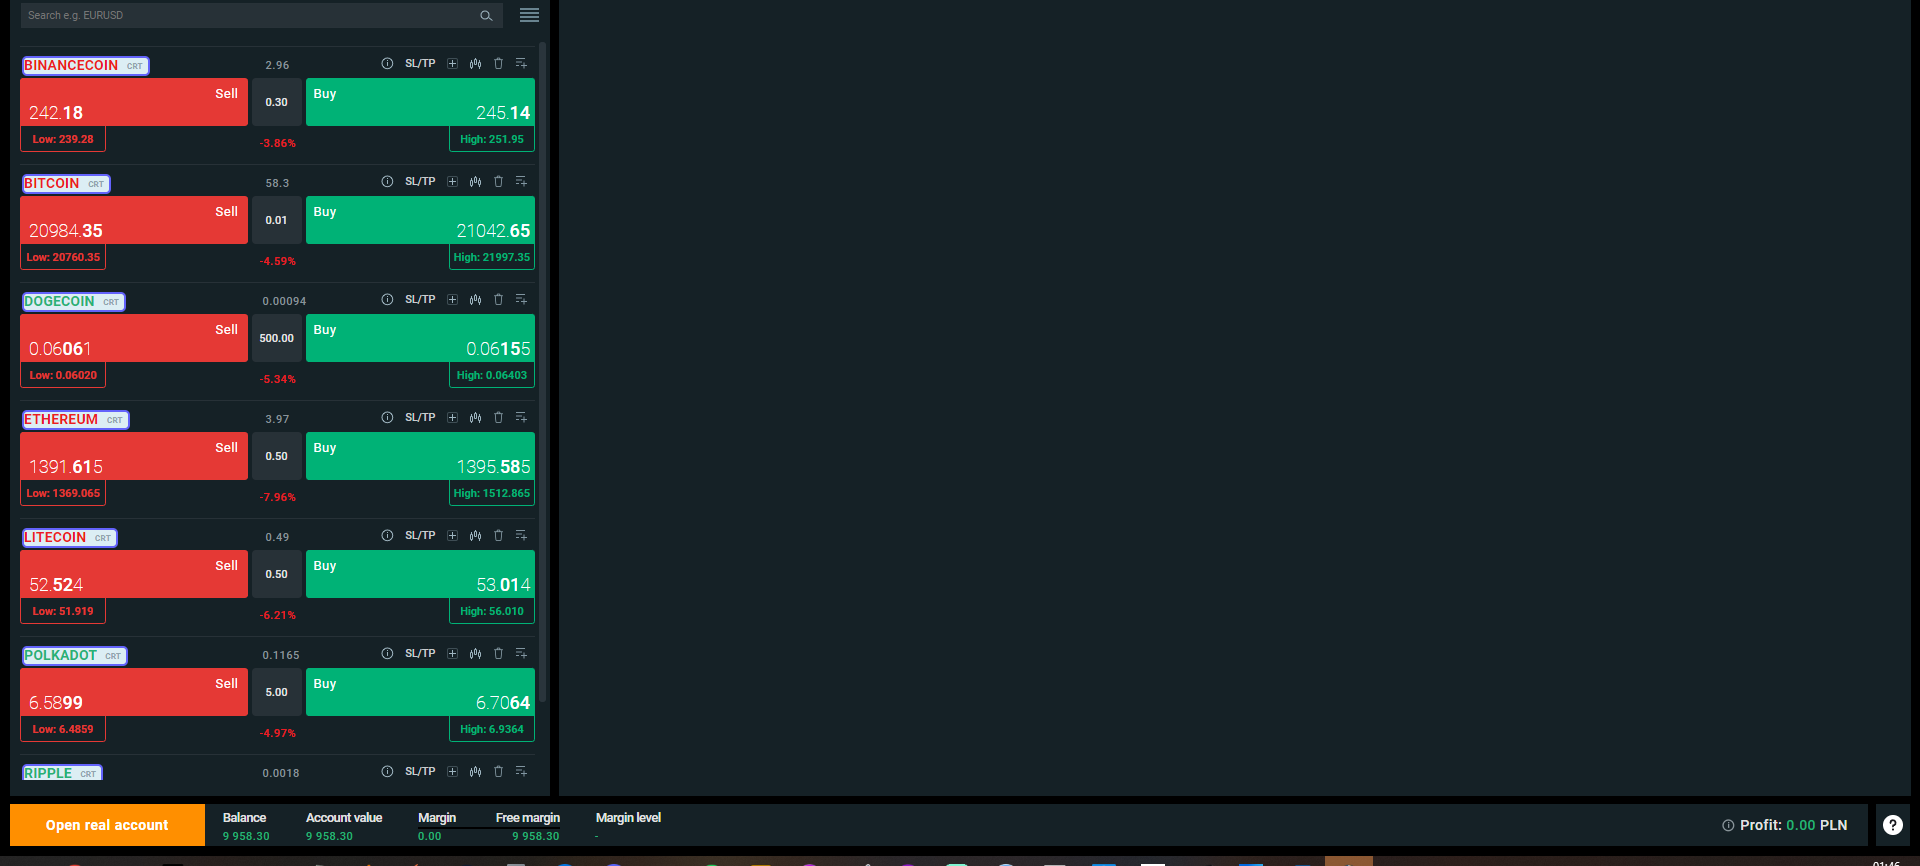 Search e.g. EURUSD
BINANCECOIN CRT 2.96 SL/TP
Sell 0.30 Buy
242.18 245.14
Low: 239.28 -3.86% High: 251.95
BITCOIN CRT 58.3 SL/TP
Sell 0.01 Buy
20984.35 21042.65
Low: 20760.35 -4.59% High: 21997.35
DOGECOIN CRT 0.00094 SL/TP
Sell 500.00 Buy
0.06061 0.06155
Low: 0.06020 -5.34% High: 0.06403
ETHEREUM CRT 3.97 SL/TP
Sell 0.50 Buy
1391.615 1395.585
Low: 1369.065 -7.96% High: 1512.865
LITECOIN CRT 0.49 SL/TP
Sell 0.50 Buy
52.524 53.014
Low: 51.919 -6.21% High: 56.010
POLKADOT CRT 0.1165 SL/TP
Sell 5.00 Buy
6.5899 6.7064
Low: 6.4859 -4.97% High: 6.9364
RIPPLE CRT 0.0018 SL/TP
Open real account
Balance Account value Margin Free margin Margin level
9 958.30 9 958.30 0.00 9 958.30 -
Profit: 0.00 PLN
?